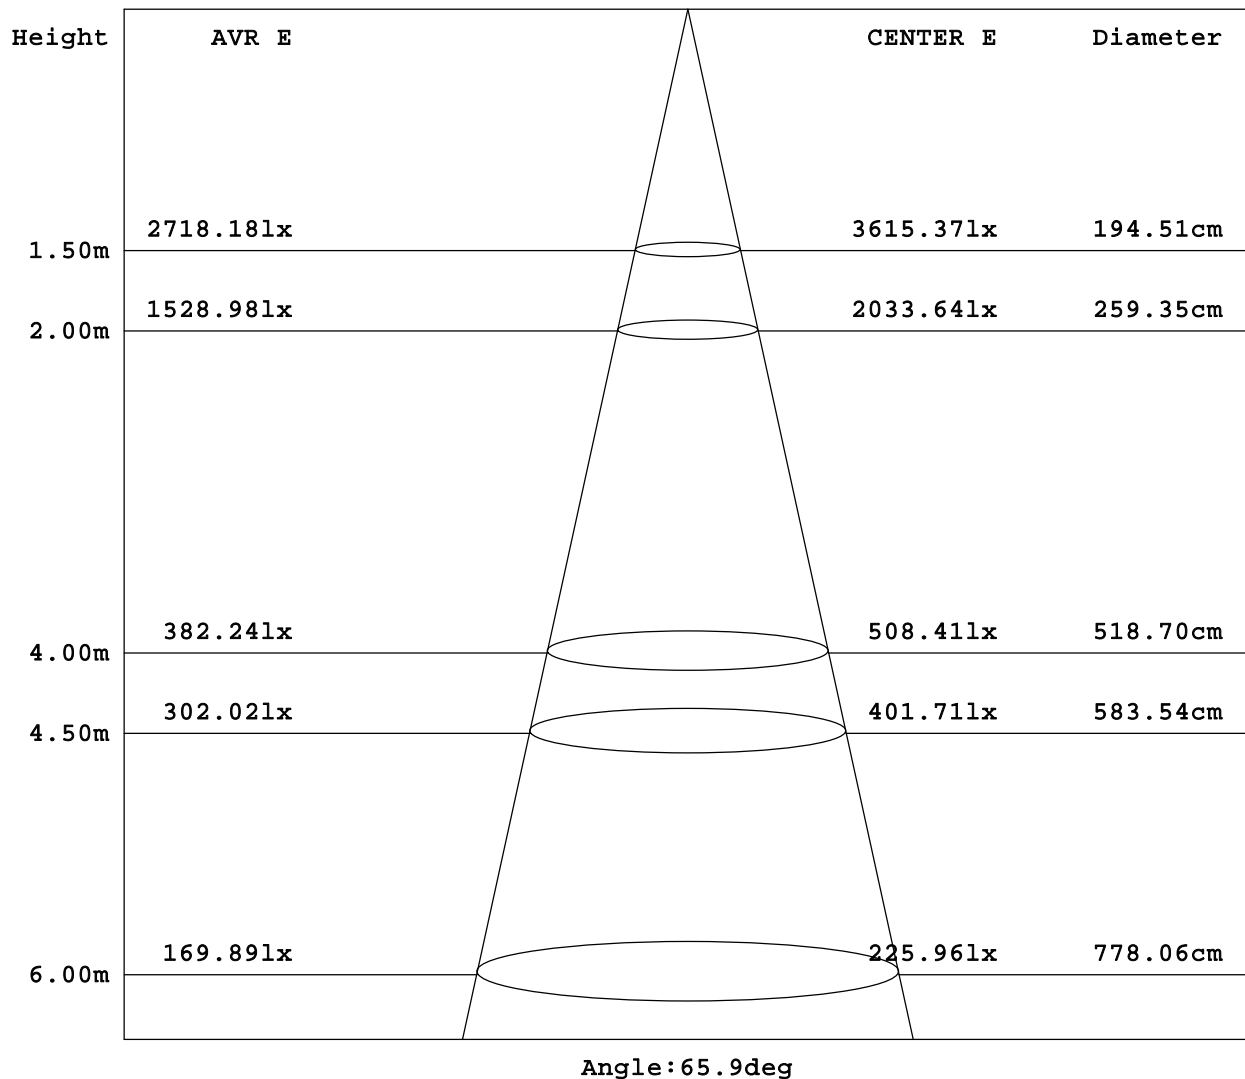 Height AVR E CENTER E Diameter
2718.18lx 3615.37lx 194.51cm
1.50m
1528.98lx 2033.64lx 259.35cm
2.00m
382.24lx 508.41lx 518.70cm
4.00m
302.02lx 401.71lx 583.54cm
4.50m
169.89lx 225.96lx 778.06cm
6.00m
Angle:65.9deg